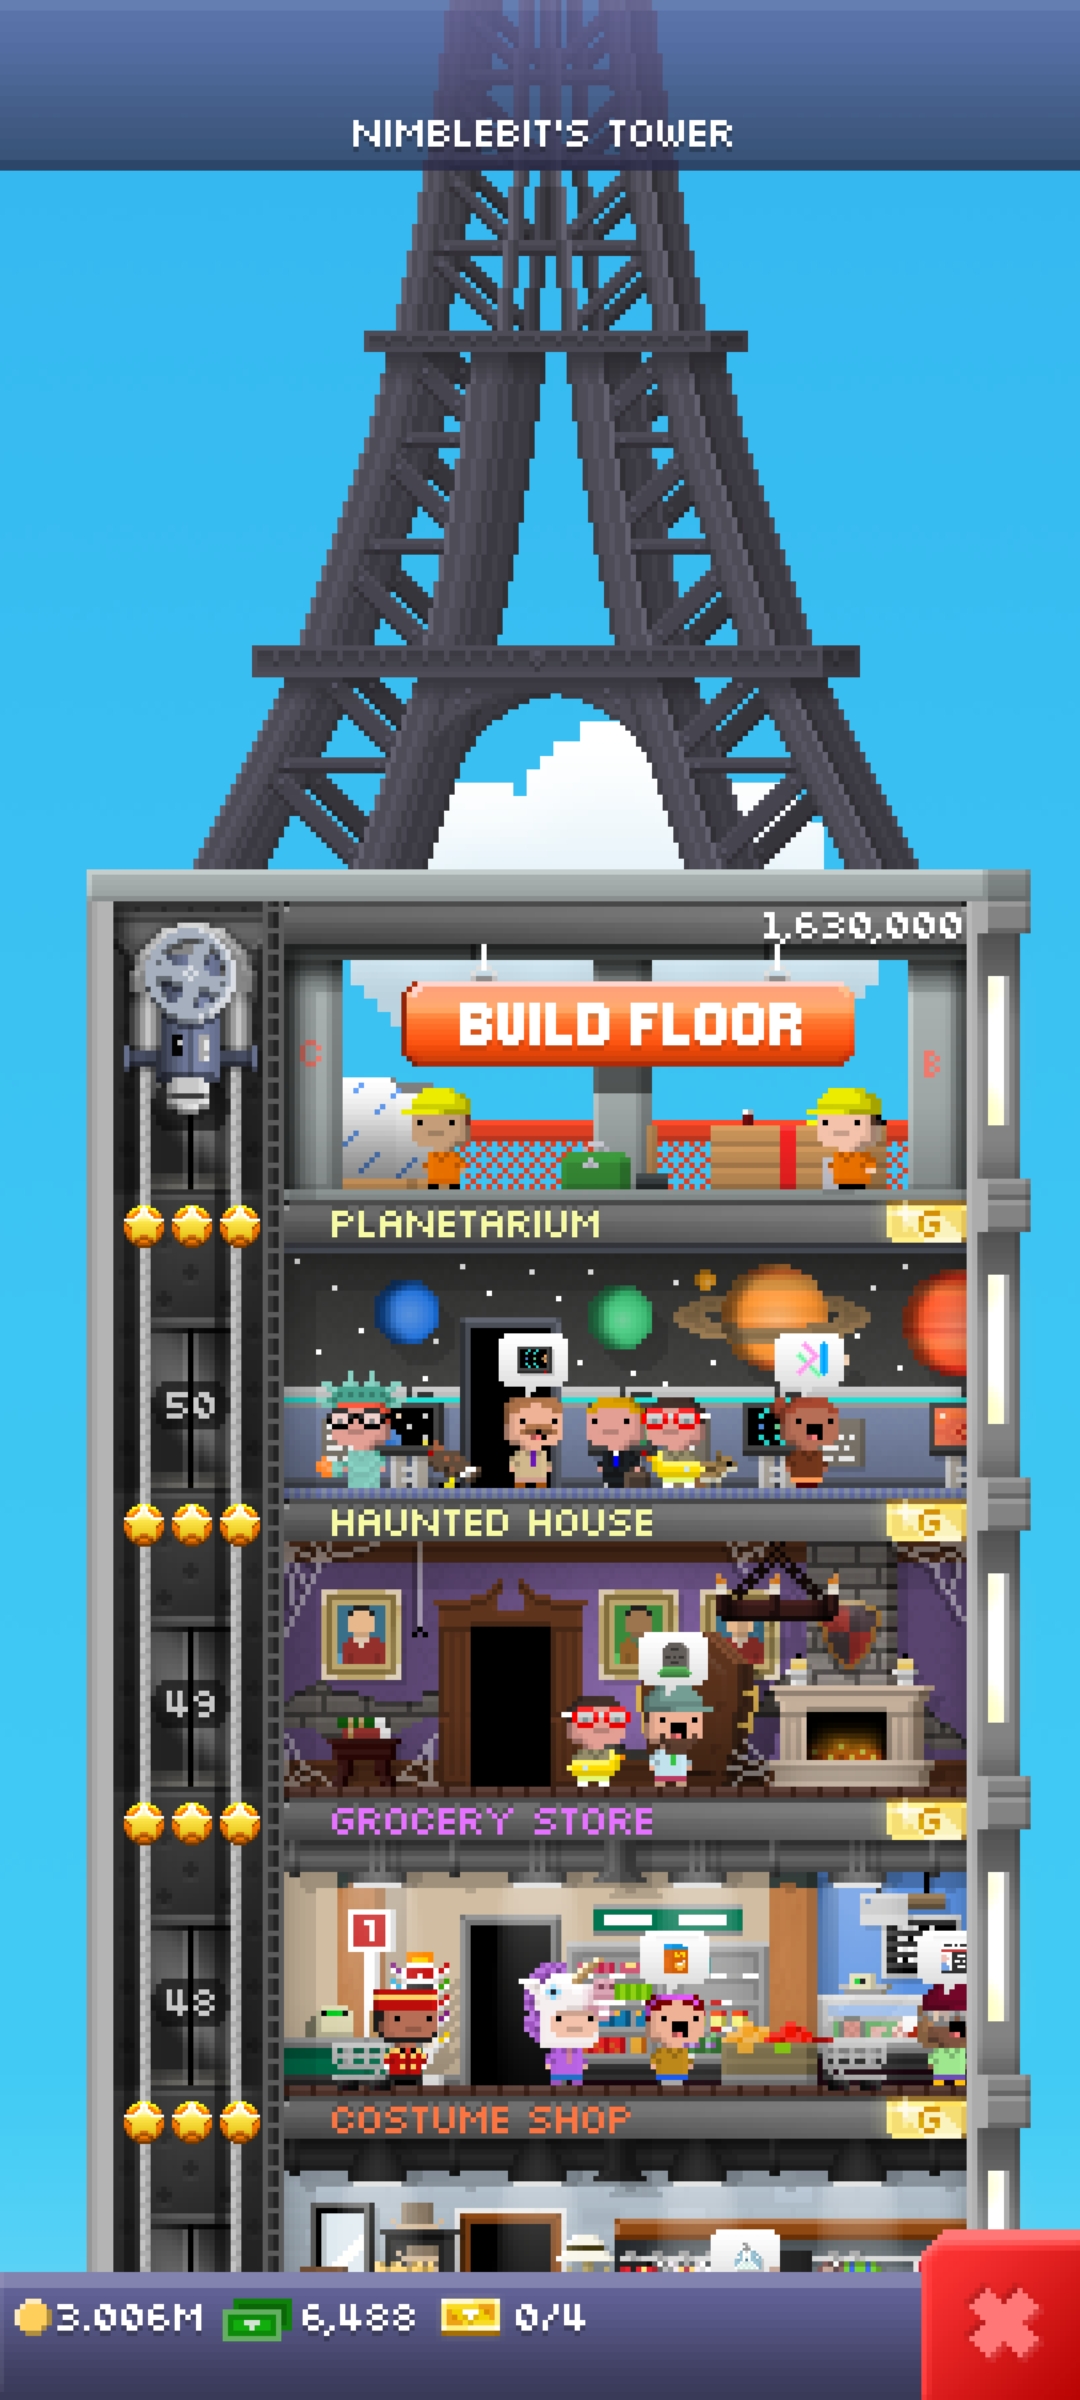 NIMBLEBIT'S TOWER
1,630,000
BUILD FLOOR
C
B
PLANETARIUM
G
50
HAUNTED HOUSE
G
49
GROCERY STORE
G
1
48
COSTUME SHOP
G
3.006M 6,488 0/4